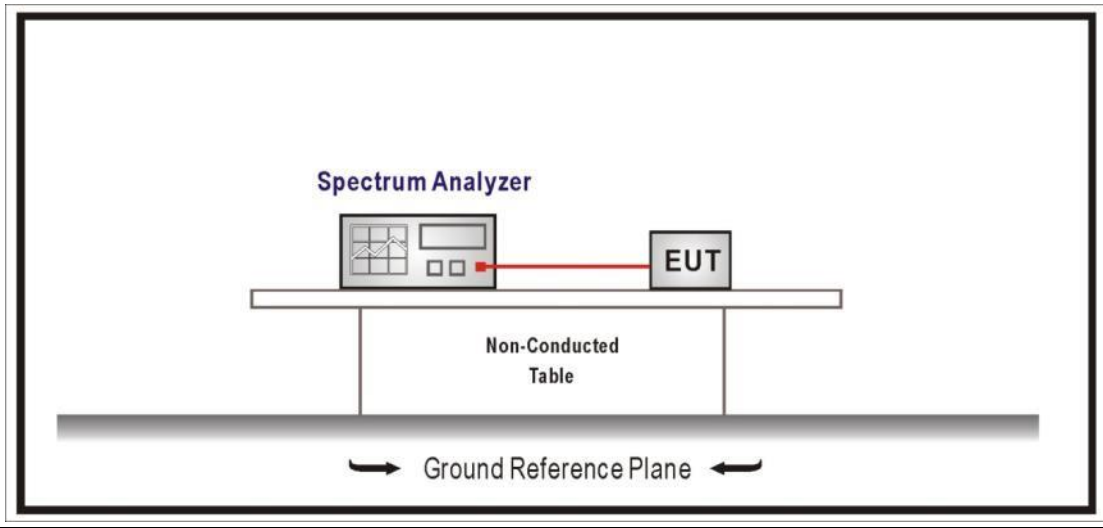 Spectrum Analyzer
EUT
Non-Conducted
Table
Ground Reference Plane